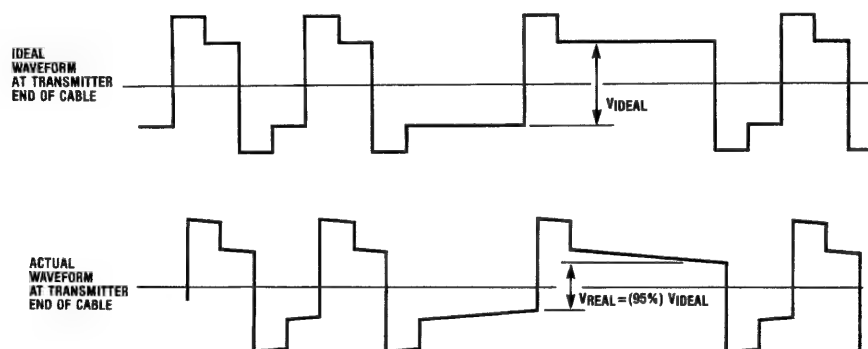 IDEAL
WAVEFORM
AT TRANSMITTER
END OF CABLE
VIDEAL
ACTUAL
WAVEFORM
AT TRANSMITTER
END OF CABLE
VREAL = (95%) VIDEAL